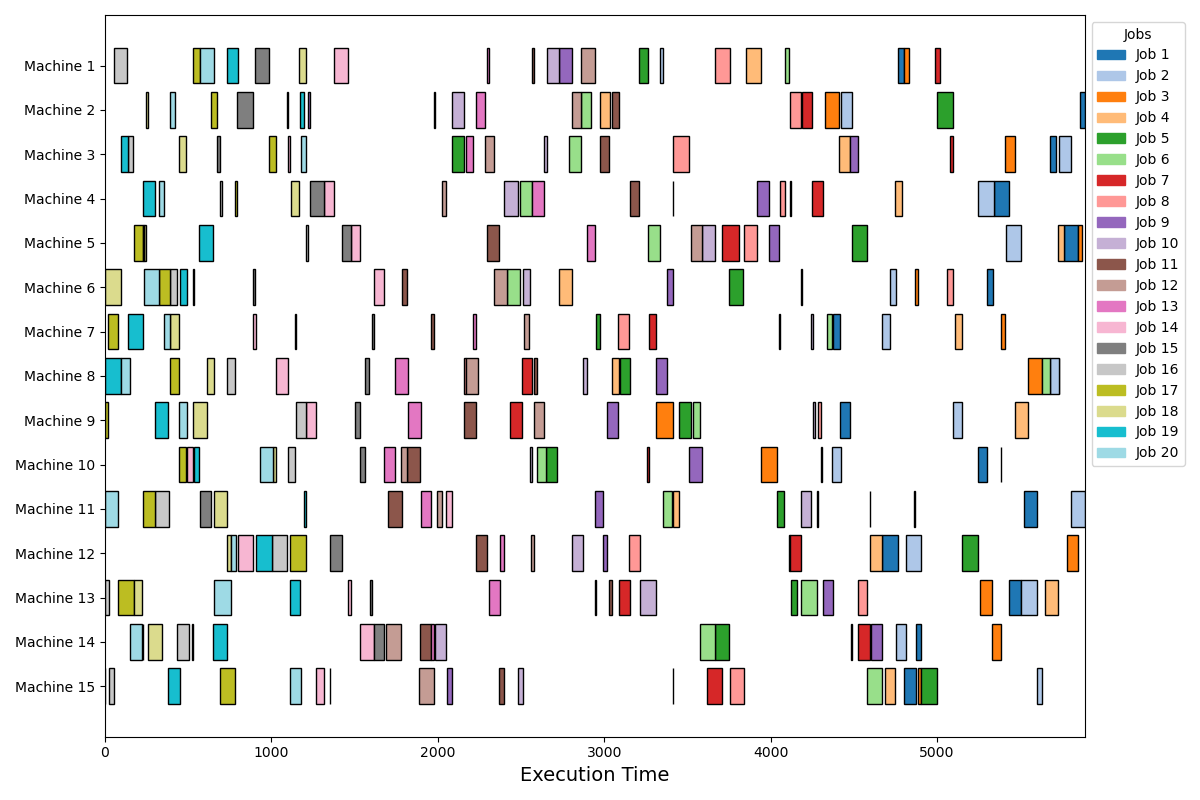 Machine 1
Machine 2
Machine 3
Machine 4
Machine 5
Machine 6
Machine 7
Machine 8
Machine 9
Machine 10
Machine 11
Machine 12
Machine 13
Machine 14
Machine 15
0 1000 2000 3000 4000 5000
Execution Time
Jobs
Job 1
Job 2
Job 3
Job 4
Job 5
Job 6
Job 7
Job 8
Job 9
Job 10
Job 11
Job 12
Job 13
Job 14
Job 15
Job 16
Job 17
Job 18
Job 19
Job 20